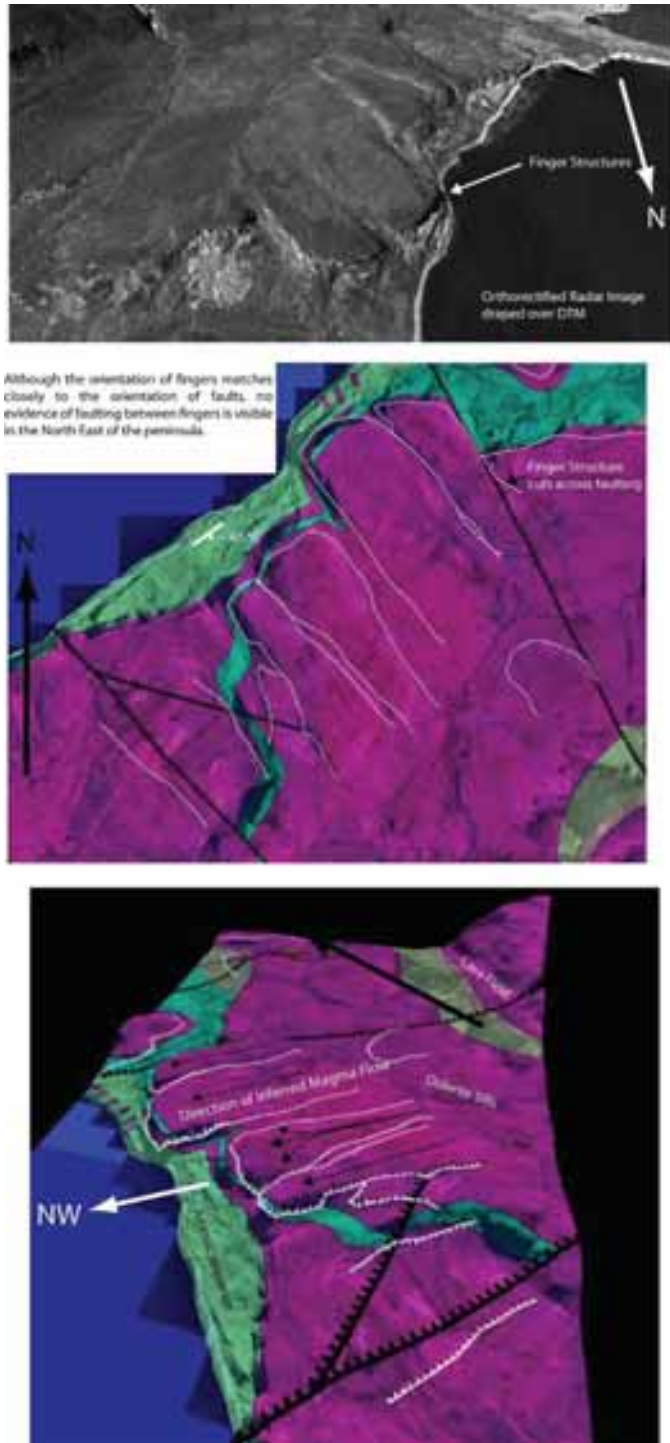 Finger Structures
N
Orthorectified Radar Image
draped over DTM
Although the orientation of fingers matches
closely to the orientation of faults, no
evidence of faulting between fingers is visible
in the North East of the peninsula.
Finger Structure
cuts across faulting
N
Direction of Inferred Magma Flow
Dolerite Sills
NW